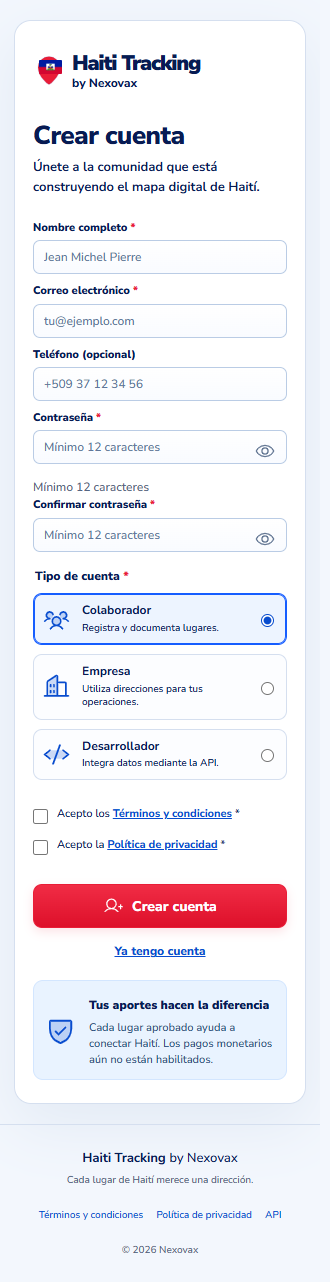 Haiti Tracking
by Nexovax
Crear cuenta
Únete a la comunidad que está
construyendo el mapa digital de Haití.
Nombre completo *
Jean Michel Pierre
Correo electrónico *
tu@ejemplo.com
Teléfono (opcional)
+509 37 12 34 56
Contraseña *
Mínimo 12 caracteres
Mínimo 12 caracteres
Confirmar contraseña *
Mínimo 12 caracteres
Tipo de cuenta *
Colaborador
Registra y documenta lugares.
Empresa
Utiliza direcciones para tus
operaciones.
Desarrollador
Integra datos mediante la API.
Acepto los Términos y condiciones *
Acepto la Política de privacidad *
Crear cuenta
Ya tengo cuenta
Tus aportes hacen la diferencia
Cada lugar aprobado ayuda a
conectar Haití. Los pagos monetarios
aún no están habilitados.
Haiti Tracking by Nexovax
Cada lugar de Haití merece una dirección.
Términos y condiciones Política de privacidad API
© 2026 Nexovax